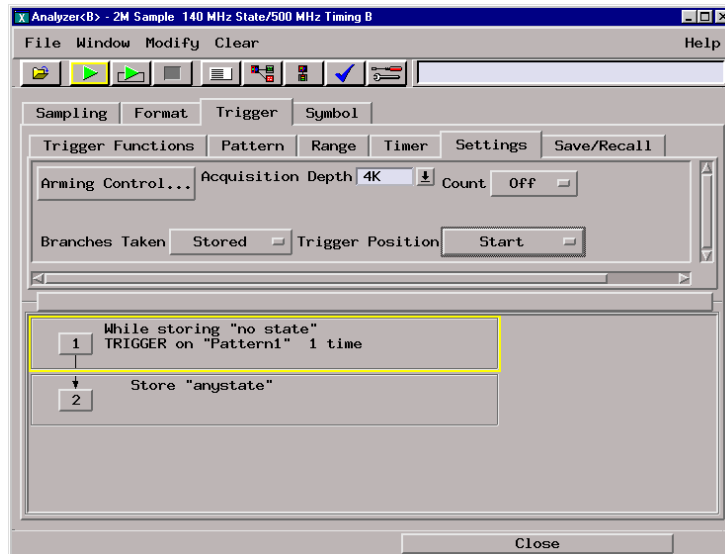 Analyzer<B> - 2M Sample 140 MHz State/500 MHz Timing B
File Window Modify Clear Help
Sampling Format Trigger Symbol
Trigger Functions Pattern Range Timer Settings Save/Recall
Arming Control... Acquisition Depth 4K Count Off
Branches Taken Stored Trigger Position Start
While storing "no state"
1 TRIGGER on "Pattern1" 1 time
Store "anystate"
2
Close